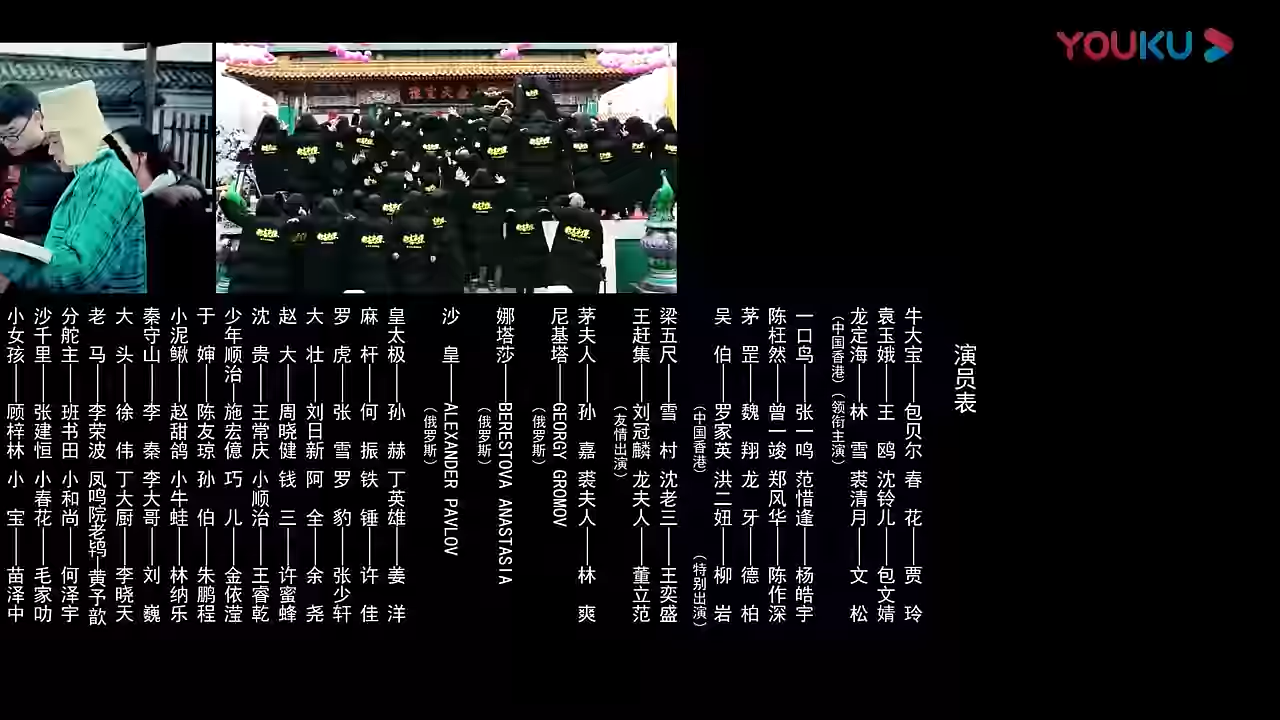 YOUKU
演员表
牛大宝——包贝尔 春花——贾玲
袁玉娥——王鸥 沈铃儿——包文婧
龙定海——林雪 裘清月——文松
(中国香港)(领衔主演)
一口鸟——张一鸣 范惜逢——杨皓宇
陈枉然——曾一竣 郑风华——陈作深
茅罡——魏翔 龙牙——德柏
吴伯——罗家英 洪二妞——柳岩
(中国香港) (特别出演)
梁五尺——雪村 沈老三——王奕盛
王赶集——刘冠麟 龙夫人——董立范
(友情出演)
茅夫人——孙嘉 裘夫人——林爽
尼基塔——GEORGY GROMOV
(俄罗斯)
娜塔莎——BERESTOVA ANASTASIA
(俄罗斯)
沙皇——ALEXANDER PAVLOV
(俄罗斯)
皇太极——孙赫 丁英雄——姜洋
麻杆——何振 铁锤——许佳
罗虎——张雪 罗豹——张少轩
大壮——刘日新 阿全——余尧
赵大——周晓健 钱三——许蜜蜂
沈贵——王常庆 小顺治——王睿乾
少年顺治——施宏億 巧儿——金依滢
于婶——陈友琼 孙伯——朱鹏程
小泥鳅——赵甜鸽 小牛蛙——林纳乐
秦守山——李秦 李大哥——刘巍
大头——徐伟 丁大厨——李晓天
老马——李荣波 凤鸣院老鸨——黄予歆
分舵主——班书田 小和尚——何泽宇
沙千里——张建恒 小春花——毛家叻
小女孩——顾梓林 小宝——苗泽中